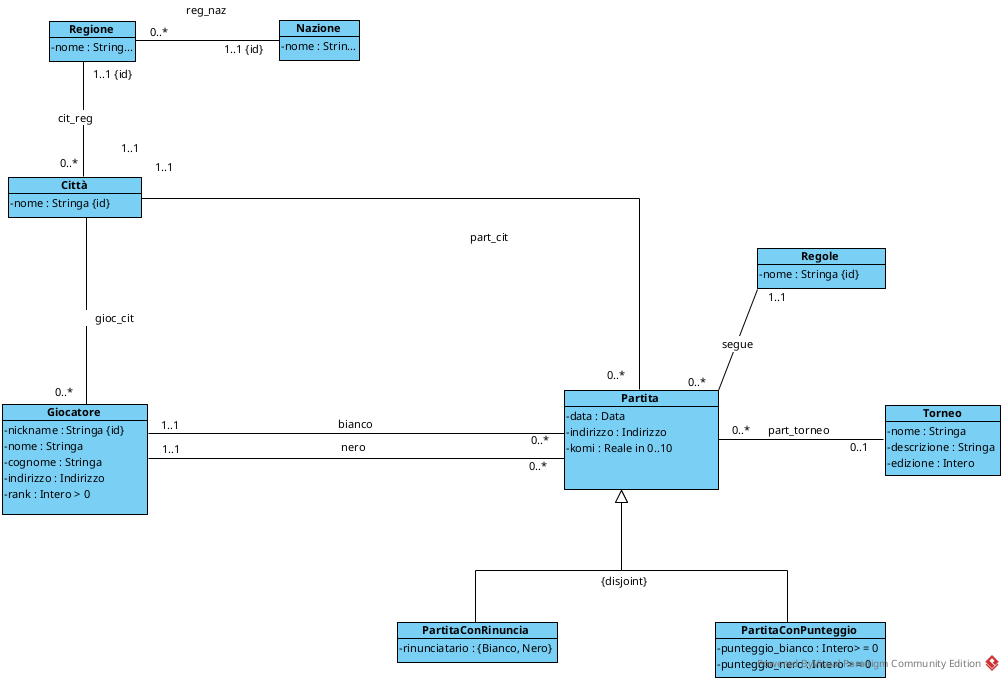 reg_naz
Regione
-nome : String...
0..*
1..1 {id}
Nazione
-nome : Strin...
1..1 {id}
cit_reg
0..*
1..1
1..1
Città
-nome : Stringa {id}
part_cit
Regole
-nome : Stringa {id}
1..1
gioc_cit
segue
0..*
0..*
0..*
Giocatore
-nickname : Stringa {id}
-nome : Stringa
-cognome : Stringa
-indirizzo : Indirizzo
-rank : Intero > 0
1..1
bianco
0..*
1..1
nero
0..*
Partita
-data : Data
-indirizzo : Indirizzo
-komi : Reale in 0..10
0..*
part_torneo
0..1
Torneo
-nome : Stringa
-descrizione : Stringa
-edizione : Intero
{disjoint}
PartitaConRinuncia
-rinunciatario : {Bianco, Nero}
PartitaConPunteggio
-punteggio_bianco : Intero> = 0
-punteggio_nero : Intero >= 0
Powered By Visual Paradigm Community Edition